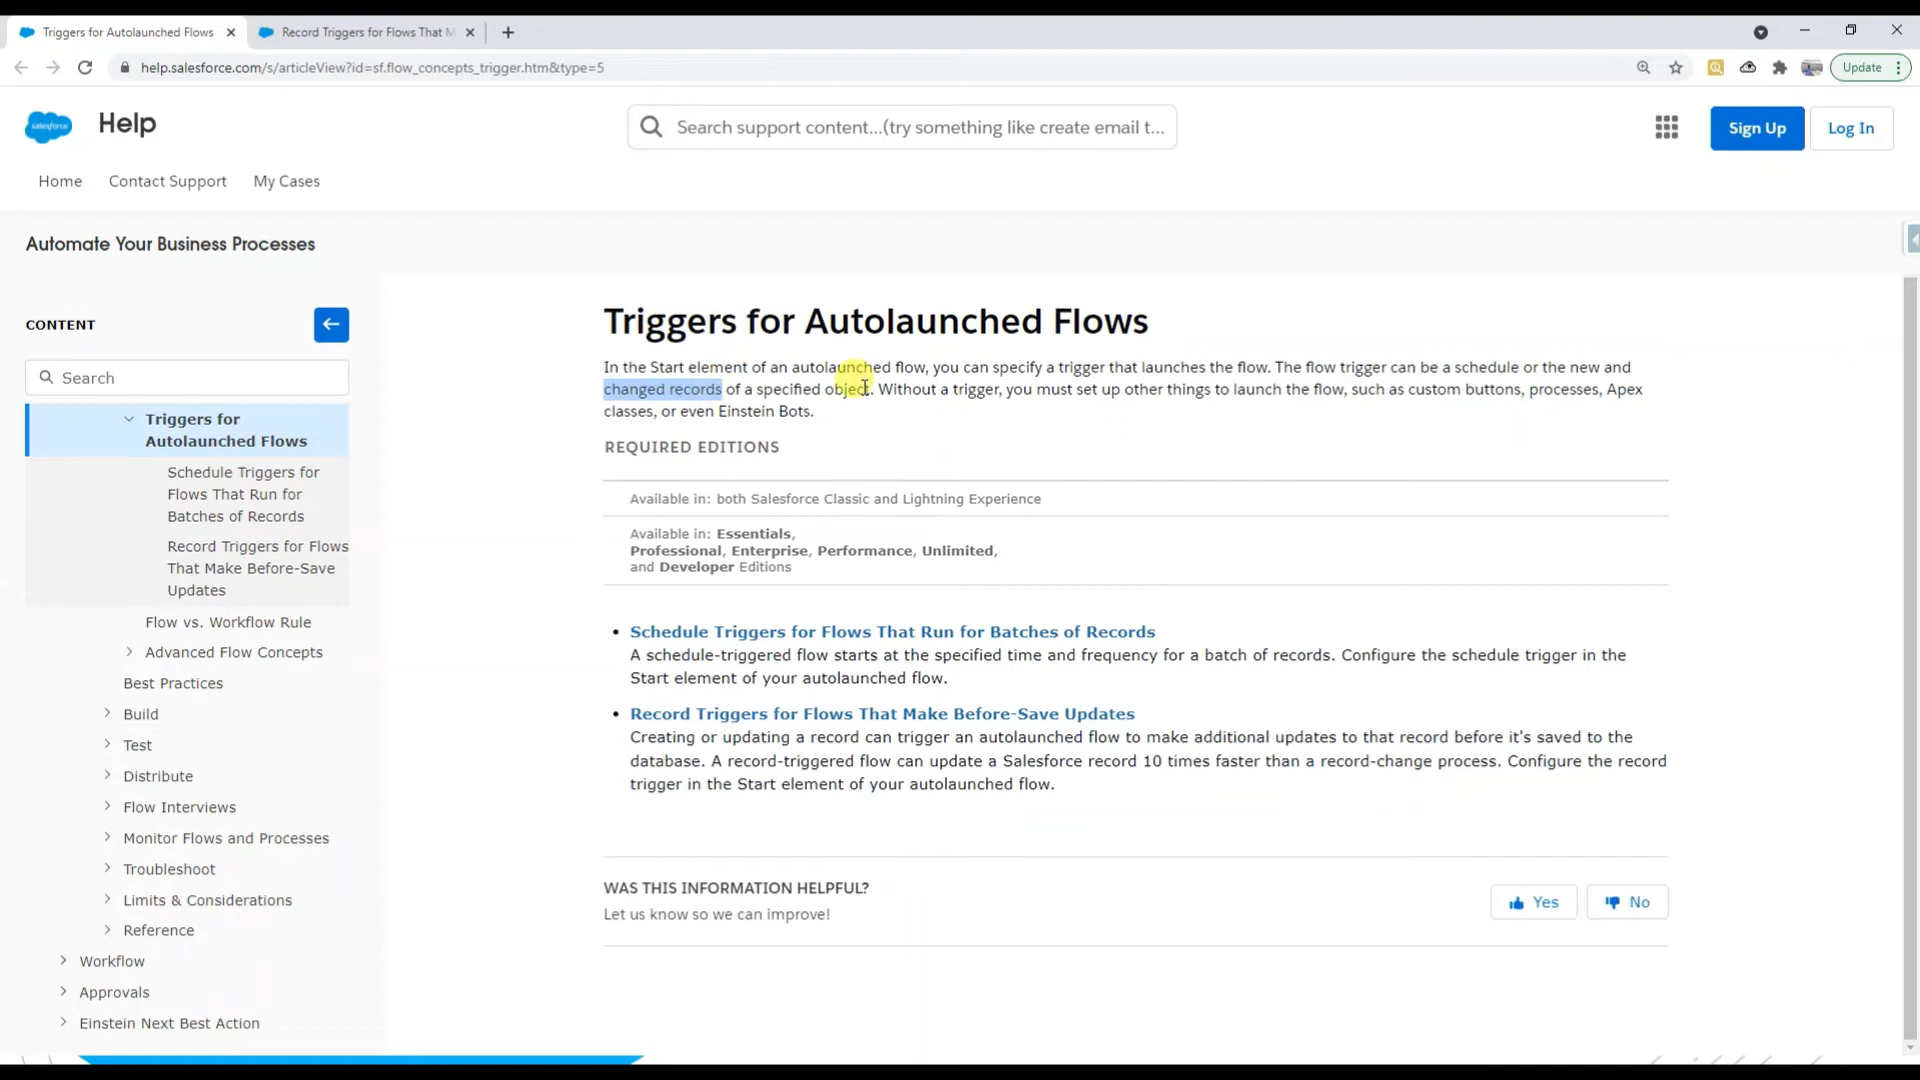 Triggers for Autolaunched Flows
Record Triggers for Flows That M
help.salesforce.com/s/articleView?id=sf.flow_concepts_trigger.htm&type=5
Update
salesforce
Help
Search support content...(try something like create email t...
Sign Up
Log In
Home
Contact Support
My Cases
Automate Your Business Processes
CONTENT
Search
Triggers for
Autolaunched Flows
Schedule Triggers for
Flows That Run for
Batches of Records
Record Triggers for Flows
That Make Before-Save
Updates
Flow vs. Workflow Rule
Advanced Flow Concepts
Best Practices
Build
Test
Distribute
Flow Interviews
Monitor Flows and Processes
Troubleshoot
Limits & Considerations
Reference
Workflow
Approvals
Einstein Next Best Action
Triggers for Autolaunched Flows
In the Start element of an autolaunched flow, you can specify a trigger that launches the flow. The flow trigger can be a schedule or the new and
changed records of a specified object. Without a trigger, you must set up other things to launch the flow, such as custom buttons, processes, Apex
classes, or even Einstein Bots.
REQUIRED EDITIONS
Available in: both Salesforce Classic and Lightning Experience
Available in: Essentials,
Professional, Enterprise, Performance, Unlimited,
and Developer Editions
• Schedule Triggers for Flows That Run for Batches of Records
A schedule-triggered flow starts at the specified time and frequency for a batch of records. Configure the schedule trigger in the
Start element of your autolaunched flow.
• Record Triggers for Flows That Make Before-Save Updates
Creating or updating a record can trigger an autolaunched flow to make additional updates to that record before it's saved to the
database. A record-triggered flow can update a Salesforce record 10 times faster than a record-change process. Configure the record
trigger in the Start element of your autolaunched flow.
WAS THIS INFORMATION HELPFUL?
Let us know so we can improve!
Yes
No